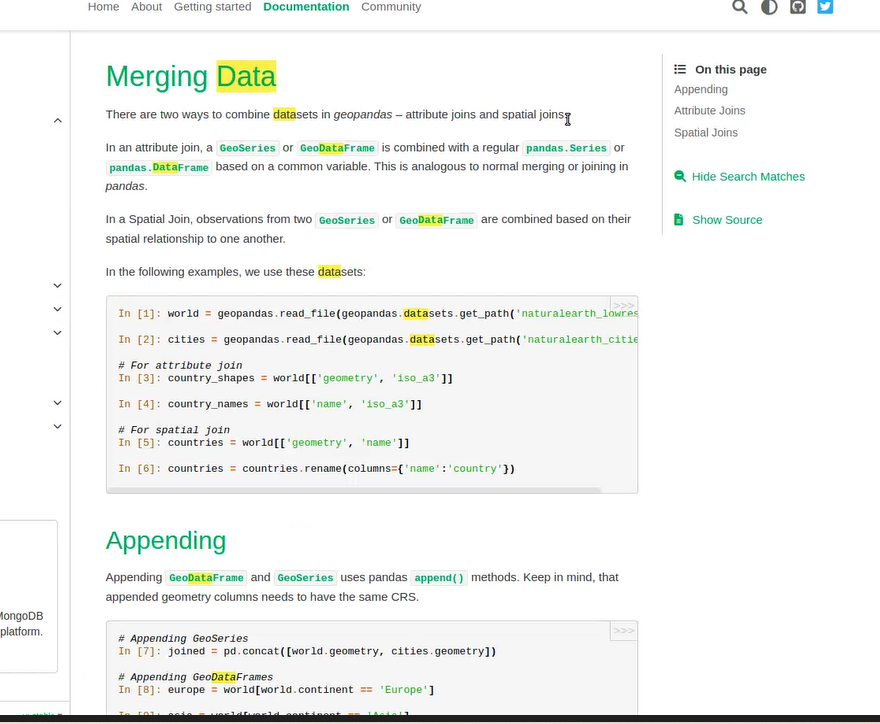 Home About Getting started Documentation Community
Merging Data
There are two ways to combine datasets in geopandas – attribute joins and spatial joins.
In an attribute join, a GeoSeries or GeoDataFrame is combined with a regular pandas.Series or
pandas.DataFrame based on a common variable. This is analogous to normal merging or joining in
pandas.
In a Spatial Join, observations from two GeoSeries or GeoDataFrame are combined based on their
spatial relationship to one another.
In the following examples, we use these datasets:
>>>
In [1]: world = geopandas.read_file(geopandas.datasets.get_path('naturalearth_lowres
In [2]: cities = geopandas.read_file(geopandas.datasets.get_path('naturalearth_citie
# For attribute join
In [3]: country_shapes = world[['geometry', 'iso_a3']]
In [4]: country_names = world[['name', 'iso_a3']]
# For spatial join
In [5]: countries = world[['geometry', 'name']]
In [6]: countries = countries.rename(columns={'name':'country'})
Appending
Appending GeoDataFrame and GeoSeries uses pandas append() methods. Keep in mind, that
appended geometry columns needs to have the same CRS.
>>>
# Appending GeoSeries
In [7]: joined = pd.concat([world.geometry, cities.geometry])
# Appending GeoDataFrames
In [8]: europe = world[world.continent == 'Europe']
On this page
Appending
Attribute Joins
Spatial Joins
Hide Search Matches
Show Source
MongoDB
platform.